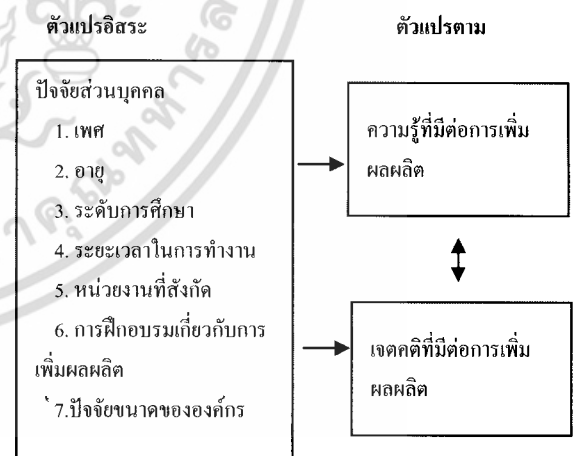 ตัวแปรอิสระ
ตัวแปรตาม
ปัจจัยส่วนบุคคล
1. เพศ
2. อายุ
3. ระดับการศึกษา
4. ระยะเวลาในการทำงาน
5. หน่วยงานที่สังกัด
6. การฝึกอบรมเกี่ยวกับการ
เพิ่มผลผลิต
7.ปัจจัยขนาดขององค์กร
ความรู้ที่มีต่อการเพิ่ม
ผลผลิต
เจตคติที่มีต่อการเพิ่ม
ผลผลิต